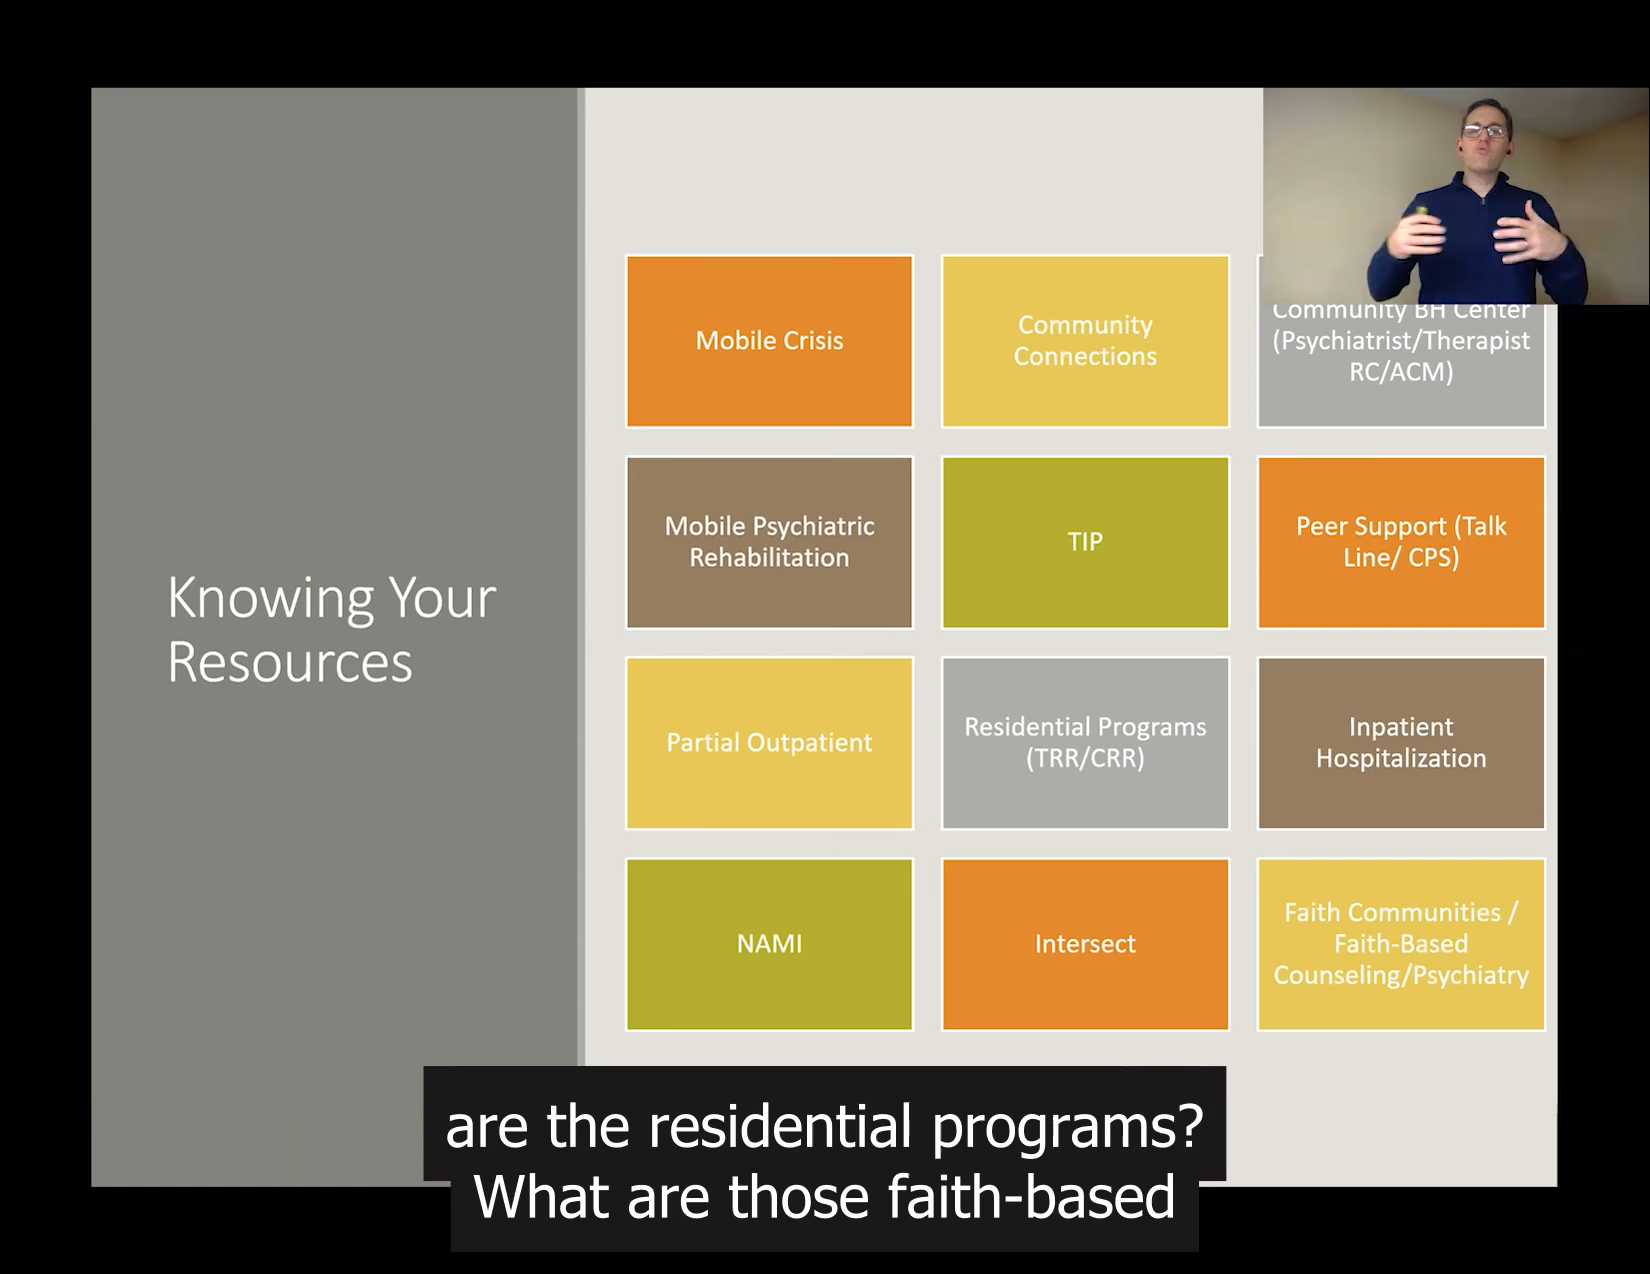 Knowing Your
Resources
Mobile Crisis
Community
Connections
Community BH Center
(Psychiatrist/Therapist
RC/ACM)
Mobile Psychiatric
Rehabilitation
TIP
Peer Support (Talk
Line/ CPS)
Partial Outpatient
Residential Programs
(TRR/CRR)
Inpatient
Hospitalization
NAMI
Intersect
Faith Communities /
Faith-Based
Counseling/Psychiatry
are the residential programs?
What are those faith-based